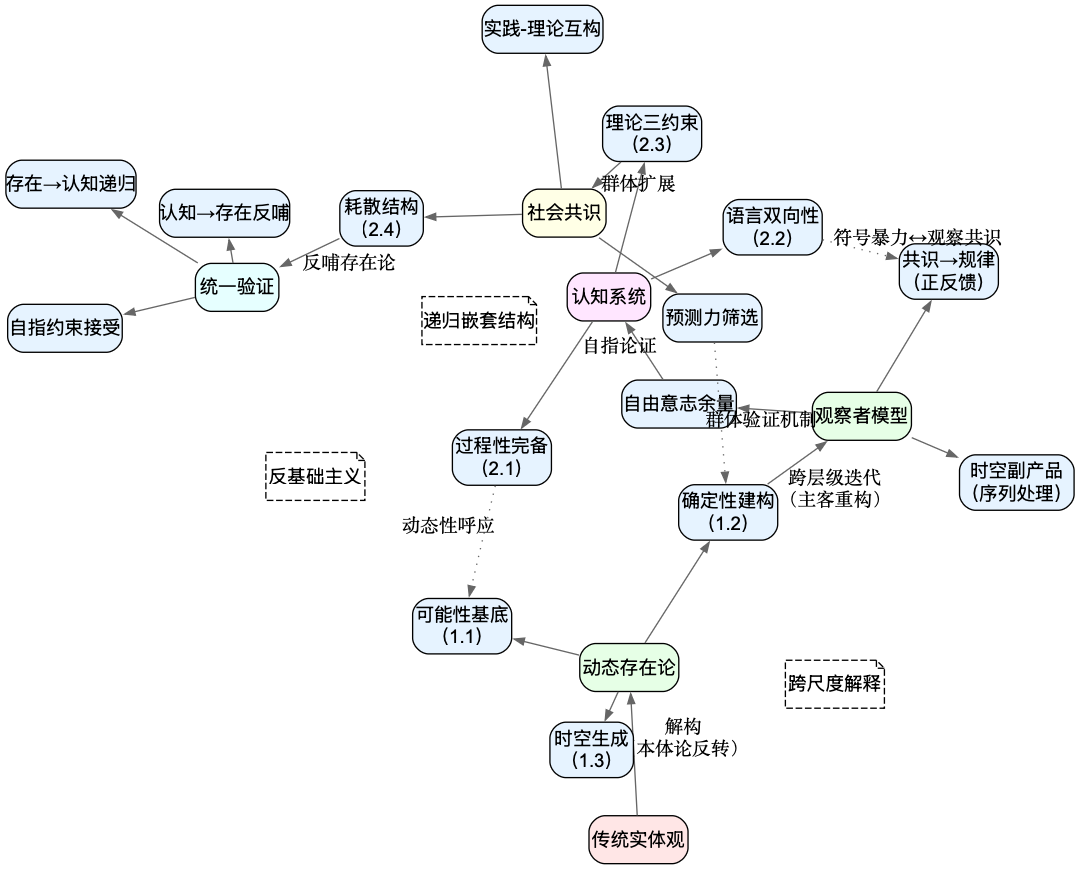 实践-理论互构
理论三约束
（2.3）
群体扩展
存在→认知递归
认知→存在反哺
耗散结构
（2.4）
社会共识
语言双向性
（2.2）
符号暴力↔观察共识
共识→规律
（正反馈）
反哺存在论
统一验证
认知系统
自指约束接受
递归嵌套结构
预测力筛选
自指论证
自由意志余量
群体验证机制
观察者模型
过程性完备
（2.1）
反基础主义
时空副产品
（序列处理）
跨层级迭代
（主客重构）
确定性建构
（1.2）
动态性呼应
可能性基底
（1.1）
动态存在论
跨尺度解释
时空生成
（1.3）
解构
本体论反转）
传统实体观